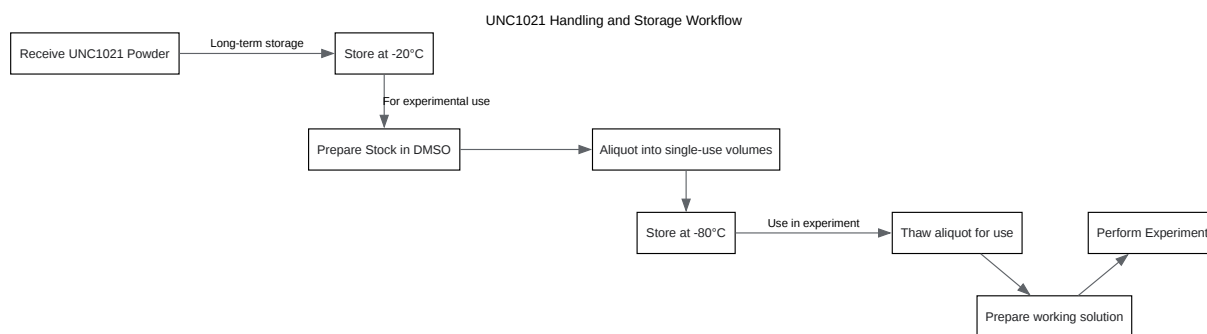 UNC1021 Handling and Storage Workflow
Receive UNC1021 Powder
Long-term storage
Store at -20°C
For experimental use
Prepare Stock in DMSO
Aliquot into single-use volumes
Store at -80°C
Use in experiment
Thaw aliquot for use
Perform Experiment
Prepare working solution